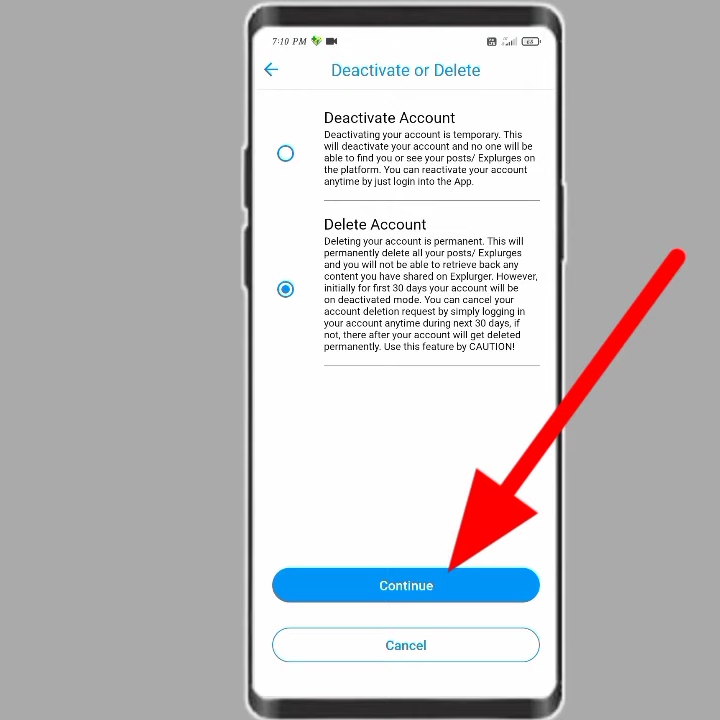 7:10 PM
68
Deactivate or Delete
Deactivate Account
Deactivating your account is temporary. This
will deactivate your account and no one will be
able to find you or see your posts/ Explurges on
the platform. You can reactivate your account
anytime by just login into the App.
Delete Account
Deleting your account is permanent. This will
permanently delete all your posts/ Explurges
and you will not be able to retrieve back any
content you have shared on Explurger. However,
initially for first 30 days your account will be
on deactivated mode. You can cancel your
account deletion request by simply logging in
your account anytime during next 30 days, if
not, there after your account will get deleted
permanently. Use this feature by CAUTION!
Continue
Cancel